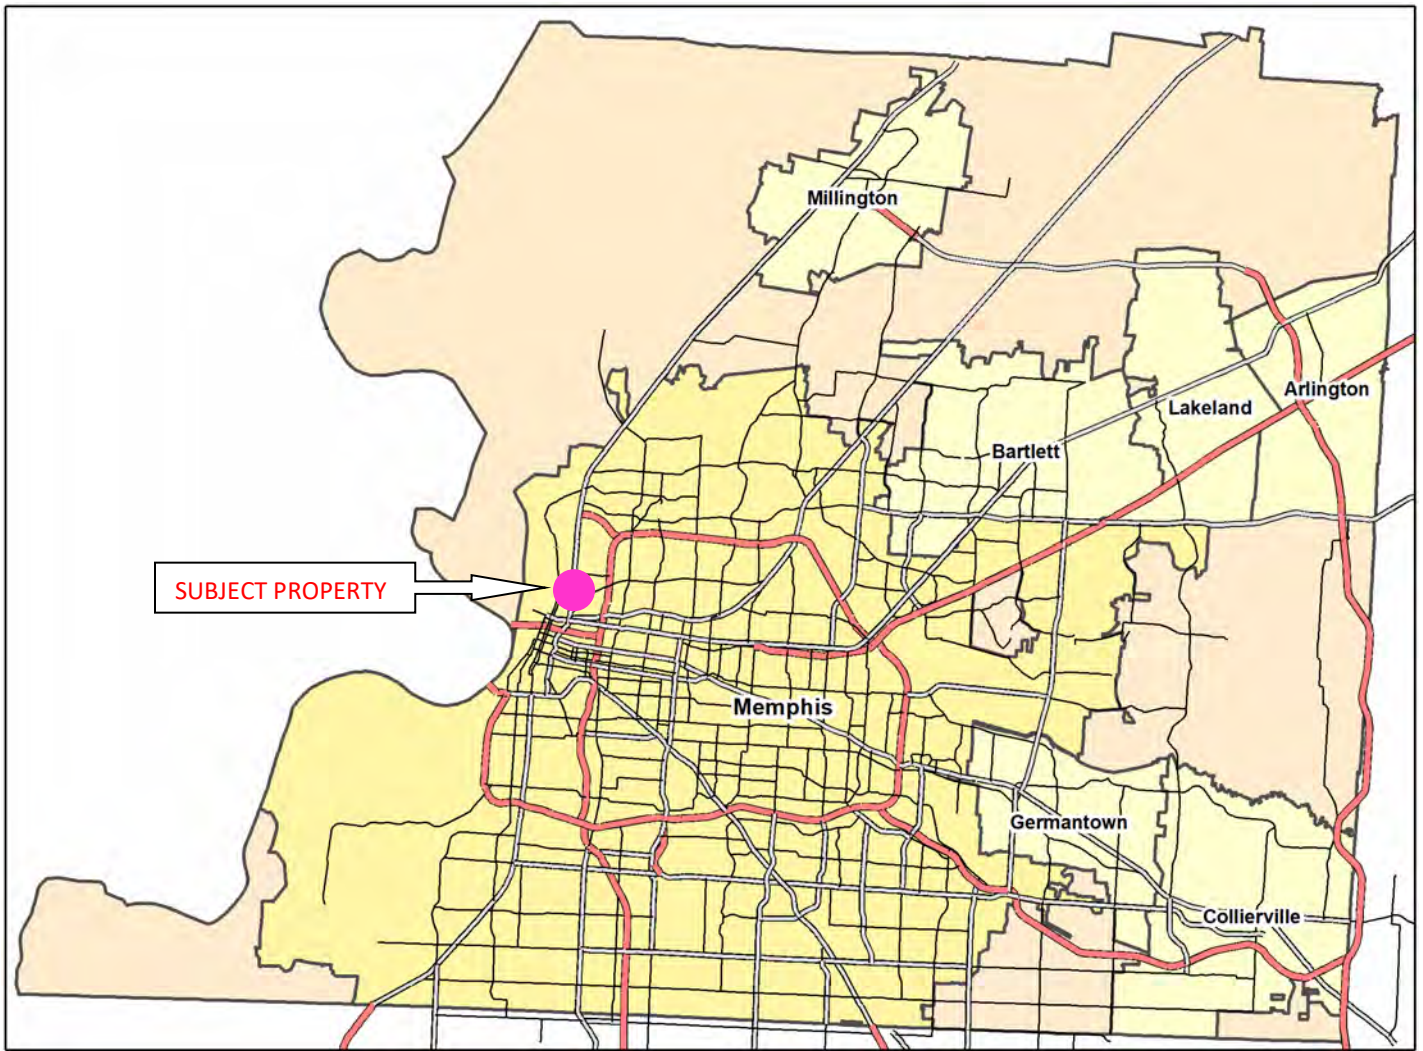 Millington
Arlington
Lakeland
Bartlett
SUBJECT PROPERTY
Memphis
Germantown
Collierville